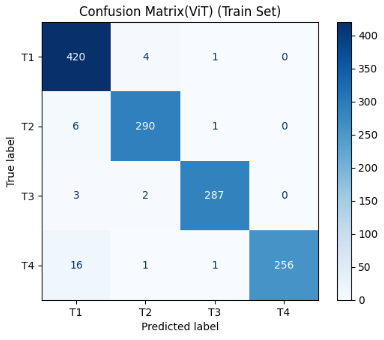 Confusion Matrix(ViT) (Train Set)
T1 420 4 1 0
T2 6 290 1 0
T3 3 2 287 0
T4 16 1 1 256
T1 T2 T3 T4
Predicted label
True label
400
350
300
250
200
150
100
50
0